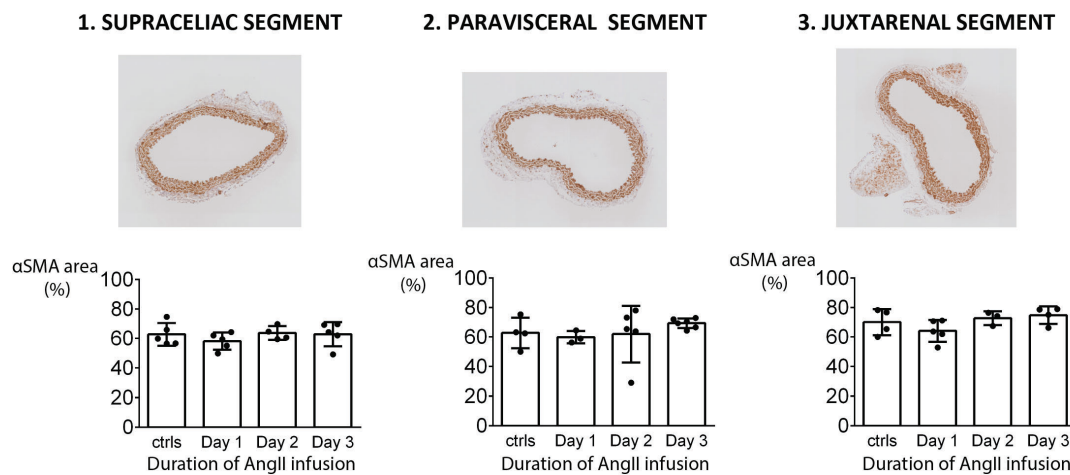 1. SUPRACELIAC SEGMENT
αSMA area
(%)
100
80
60
40
20
0
ctrls Day 1 Day 2 Day 3
Duration of AngII infusion
2. PARAVISCERAL SEGMENT
αSMA area
(%)
100
80
60
40
20
0
ctrls Day 1 Day 2 Day 3
Duration of AngII infusion
3. JUXTARENAL SEGMENT
αSMA area
(%)
100
80
60
40
20
0
ctrls Day 1 Day 2 Day 3
Duration of AngII infusion